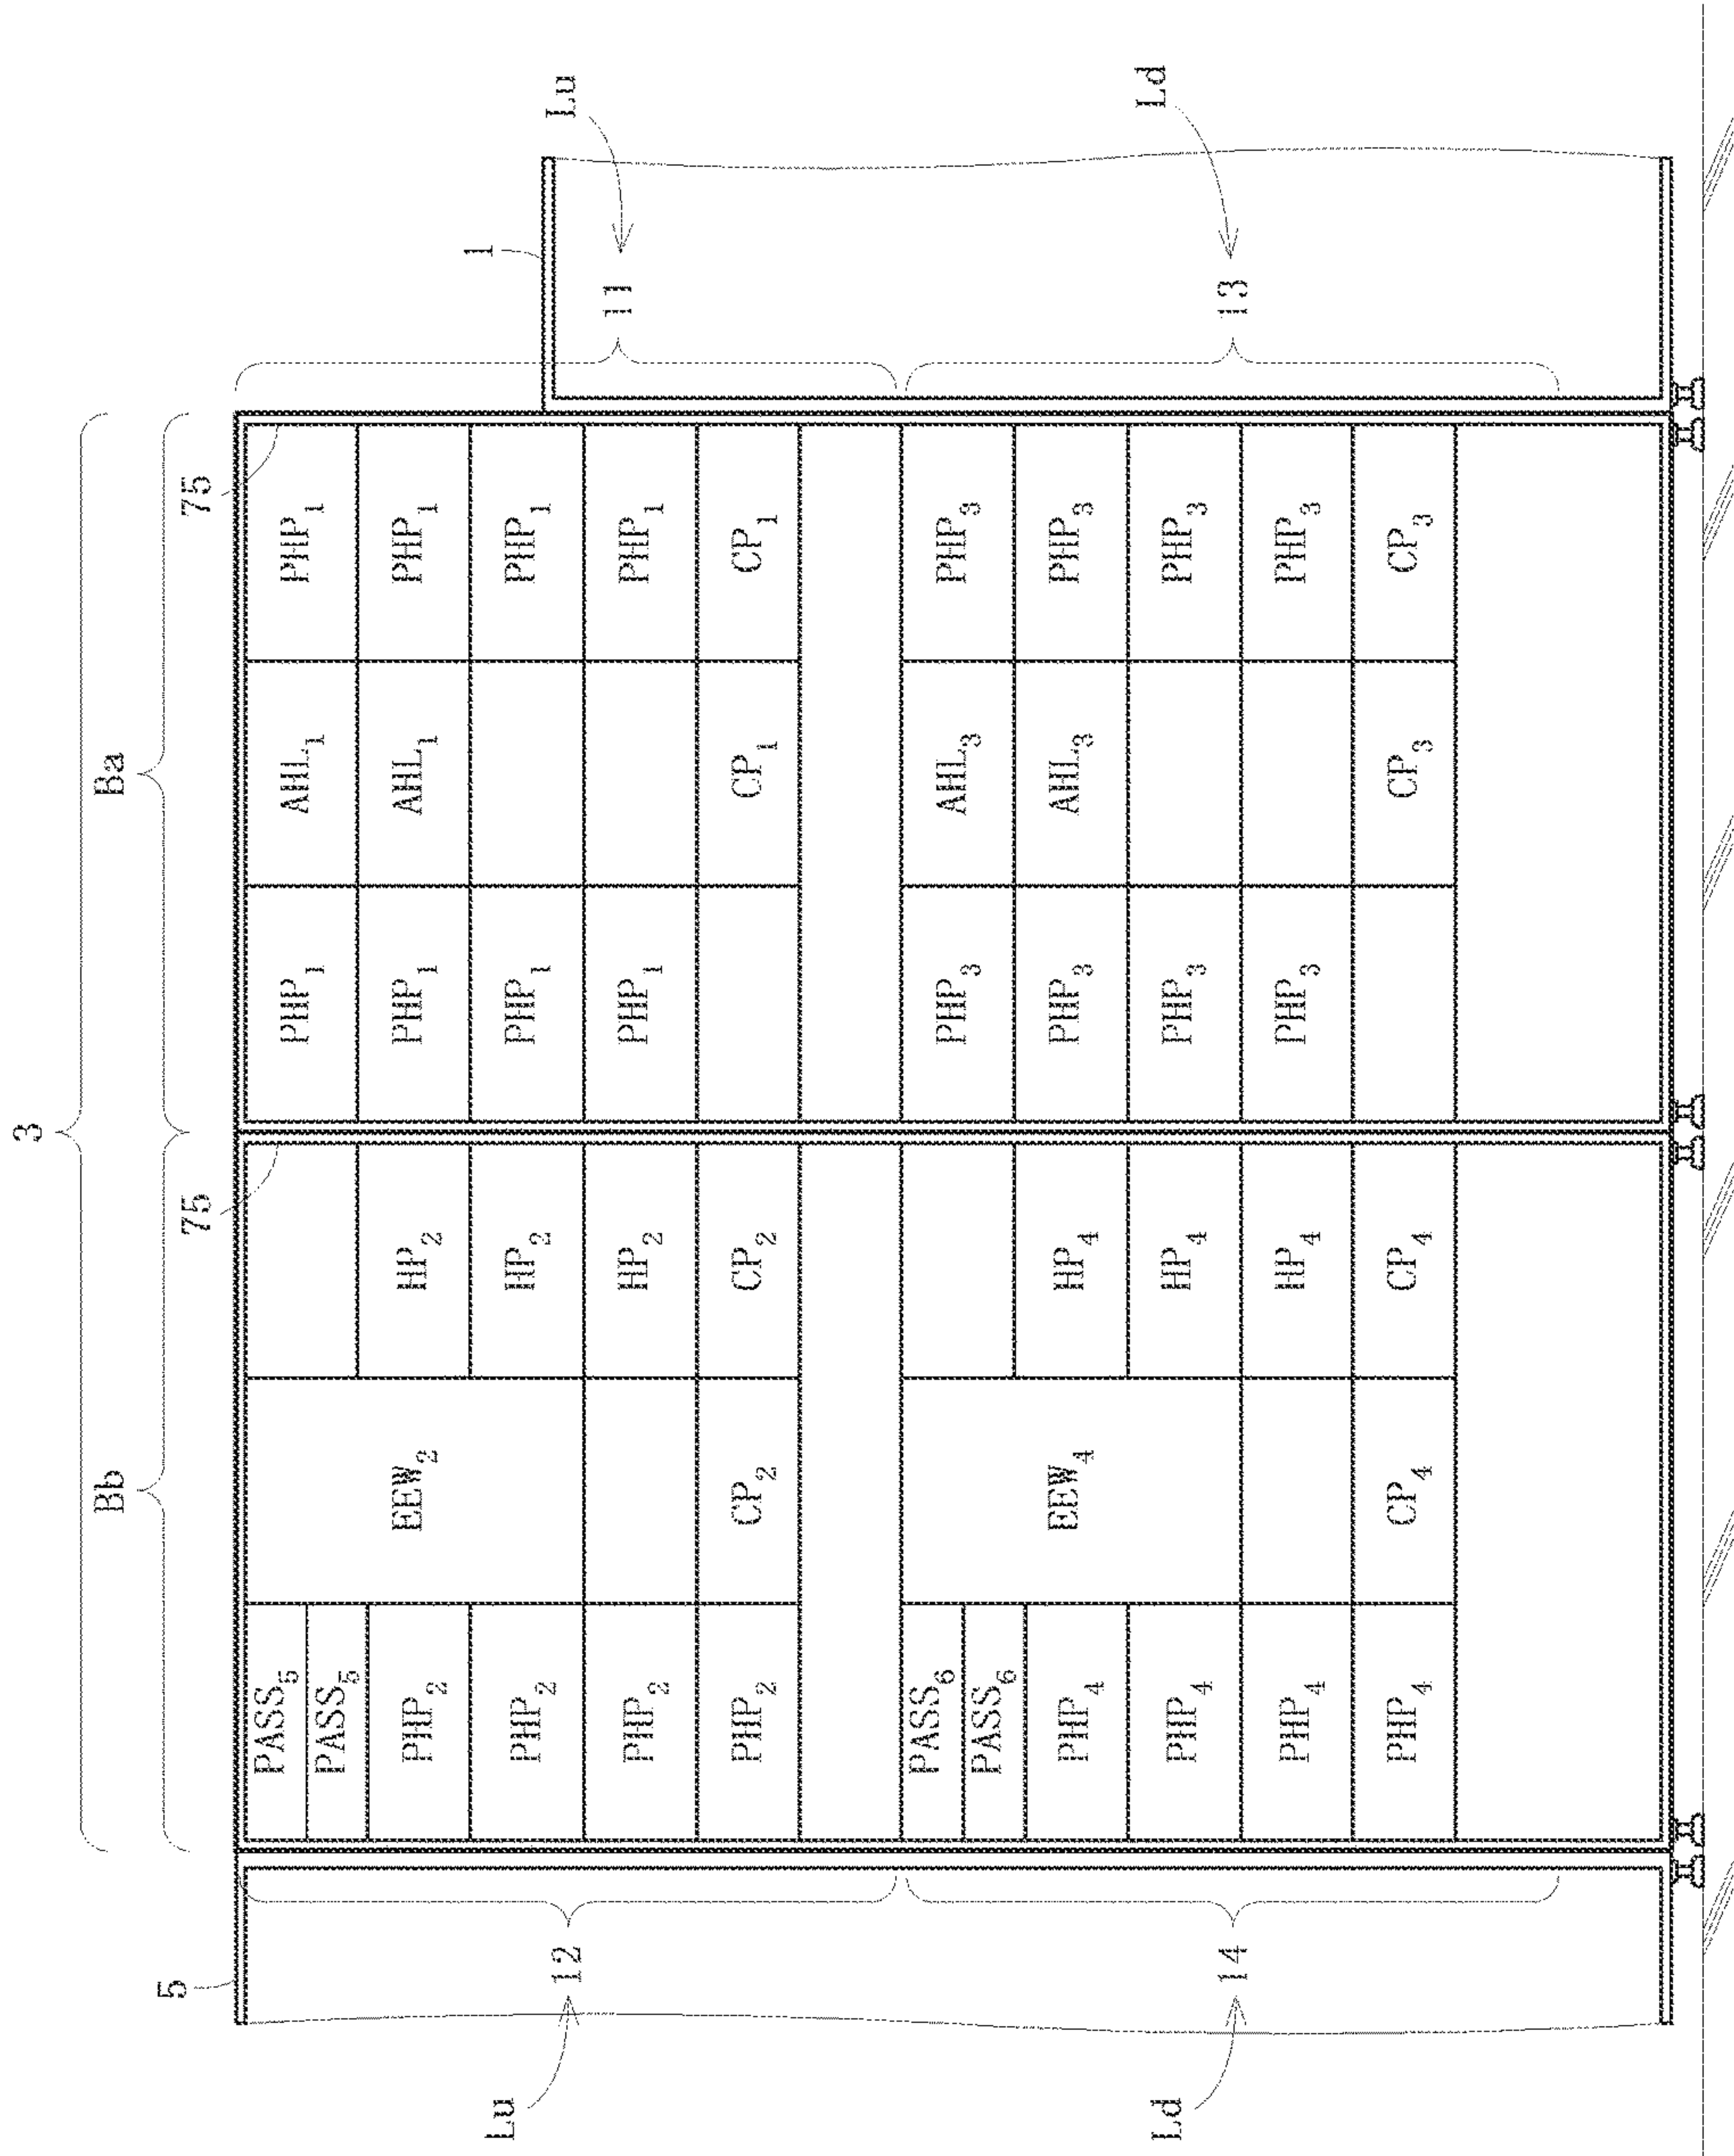 3
Bb Ba
5 75 75
PASS₅ PHP₁ AHL₁ PHP₁
PASS₅
PHP₂ EEW₂ HP₂ PHP₁ AHL₁ PHP₁
1
Lu PHP₂ HP₂ PHP₁ PHP₁ Lu
12 11
PHP₂ HP₂ PHP₁ PHP₁
PHP₂ CP₂ CP₂ CP₁ CP₁
PASS₆ PHP₃ AHL₃ PHP₃
PASS₆
PHP₄ EEW₄ HP₄ PHP₃ AHL₃ PHP₃
Ld PHP₄ HP₄ PHP₃ PHP₃ Ld
14 13
PHP₄ HP₄ PHP₃ PHP₃
PHP₄ CP₄ CP₄ CP₃ CP₃